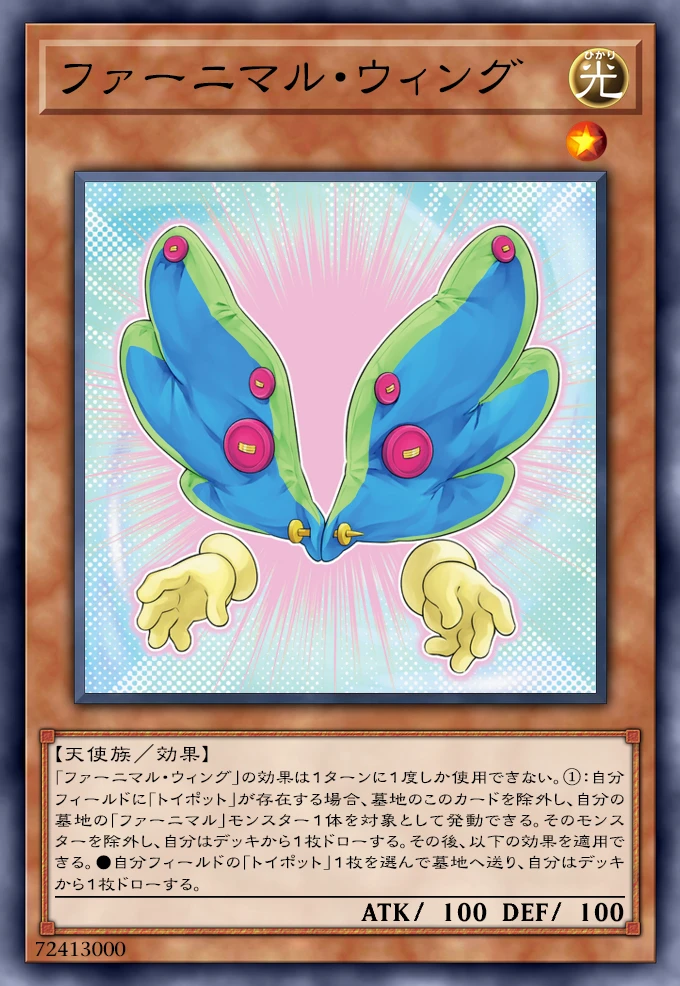 ファーニマル・ウィング
ひかり
光
【天使族／効果】
「ファーニマル・ウィング」の効果は１ターンに１度しか使用できない。①：自分
フィールドに「トイポット」が存在する場合、墓地のこのカードを除外し、自分の
墓地の「ファーニマル」モンスター１体を対象として発動できる。そのモンス
ターを除外し、自分はデッキから１枚ドローする。その後、以下の効果を適用で
きる。●自分フィールドの「トイポット」１枚を選んで墓地へ送り、自分はデッキ
から１枚ドローする。
ATK/ 100 DEF/ 100
72413000